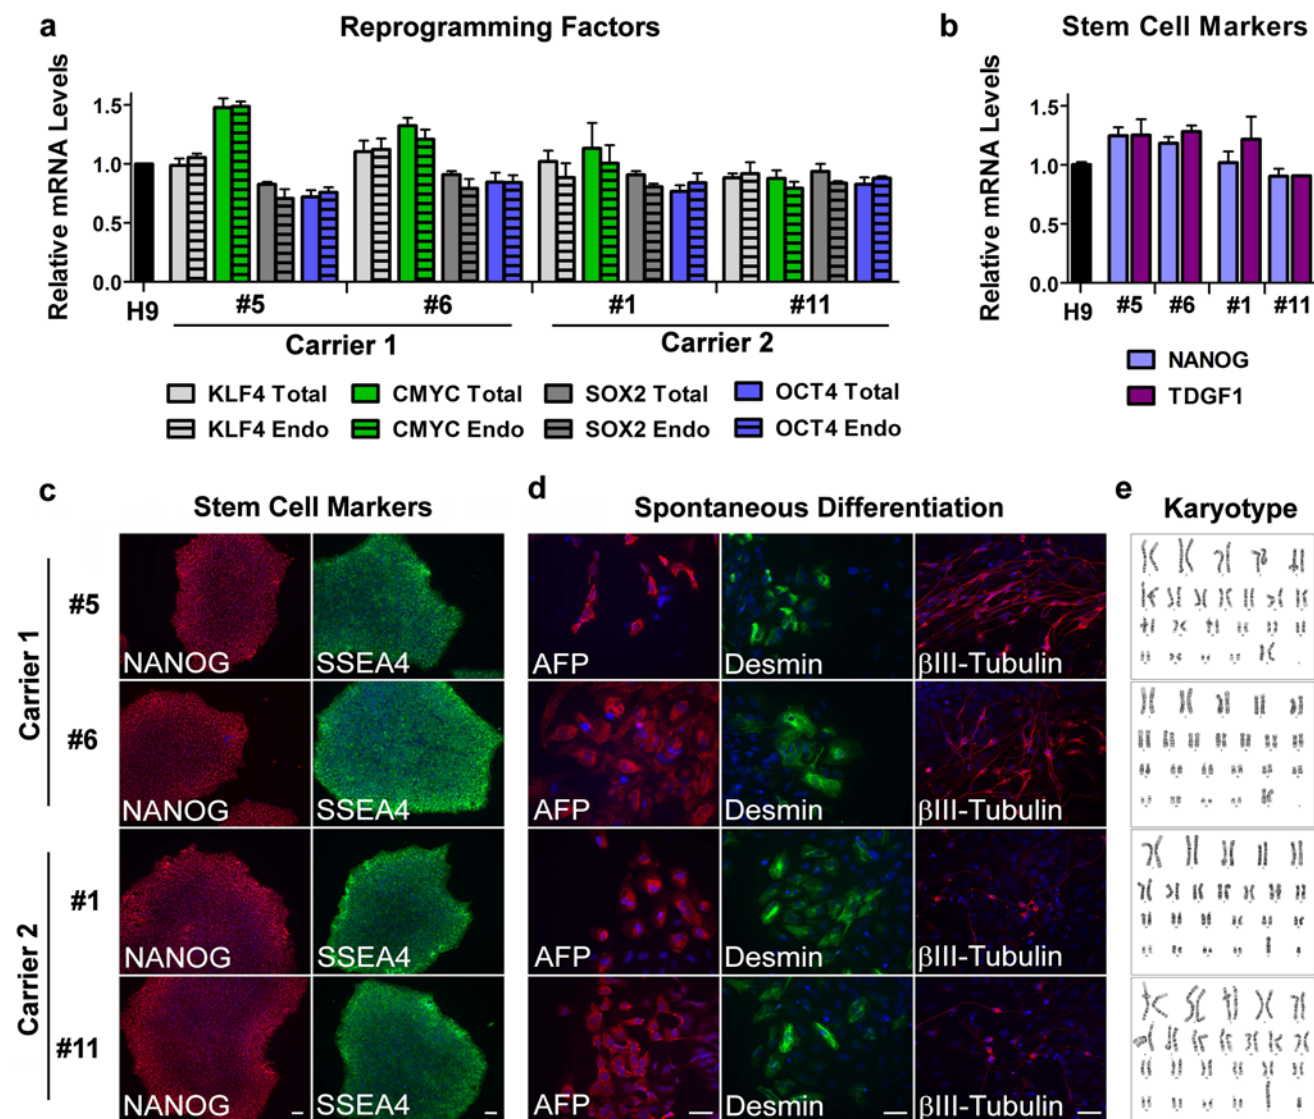 a Reprogramming Factors
b Stem Cell Markers
Relative mRNA Levels
1.5
1.0
0.5
0.0
H9 #5 #6 #1 #11
Carrier 1 Carrier 2
KLF4 Total CMYC Total SOX2 Total OCT4 Total
KLF4 Endo CMYC Endo SOX2 Endo OCT4 Endo
Relative mRNA Levels
1.5
1.0
0.5
0.0
H9 #5 #6 #1 #11
NANOG
TDGF1
c Stem Cell Markers
d Spontaneous Differentiation
e Karyotype
Carrier 1
#5
NANOG SSEA4 AFP Desmin βIII-Tubulin
#6
NANOG SSEA4 AFP Desmin βIII-Tubulin
Carrier 2
#1
NANOG SSEA4 AFP Desmin βIII-Tubulin
#11
NANOG SSEA4 AFP Desmin βIII-Tubulin